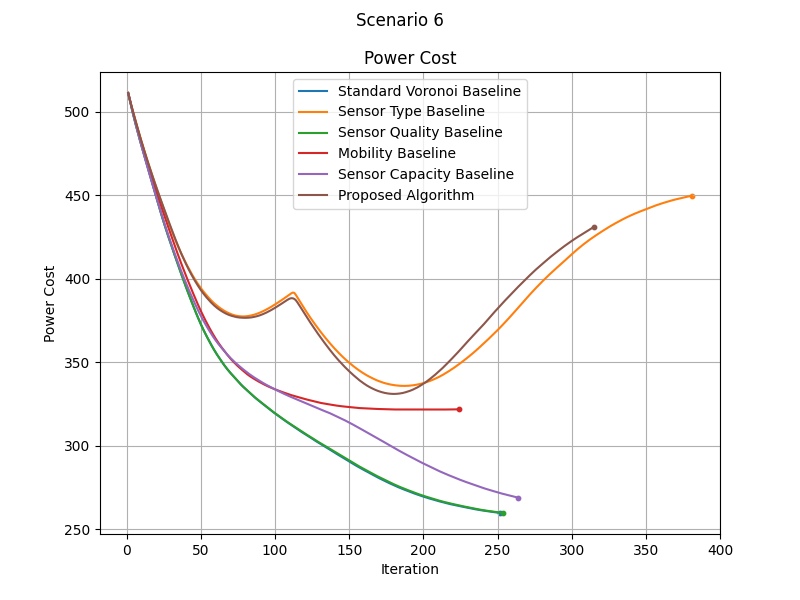 Scenario 6
Power Cost
Standard Voronoi Baseline
Sensor Type Baseline
Sensor Quality Baseline
Mobility Baseline
Sensor Capacity Baseline
Proposed Algorithm
500
450
400
350
300
250
Power Cost
0 50 100 150 200 250 300 350 400
Iteration